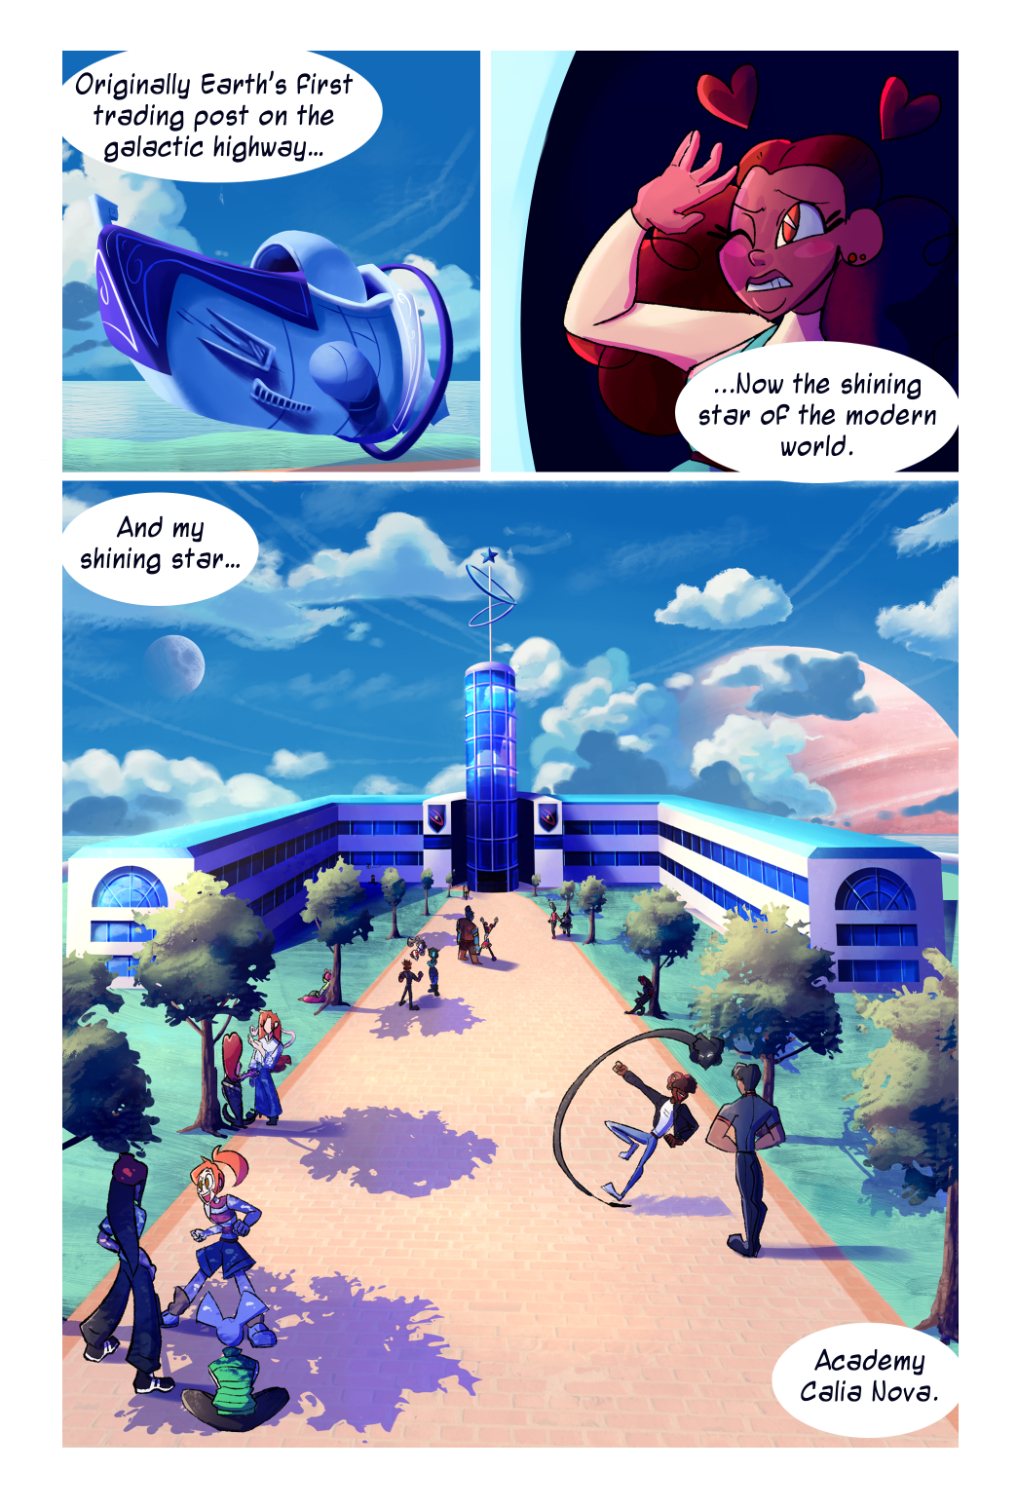 Originally Earth's first
trading post on the
galactic highway...
...Now the shining
star of the modern
world.
And my
shining star...
Academy
Calia Nova.